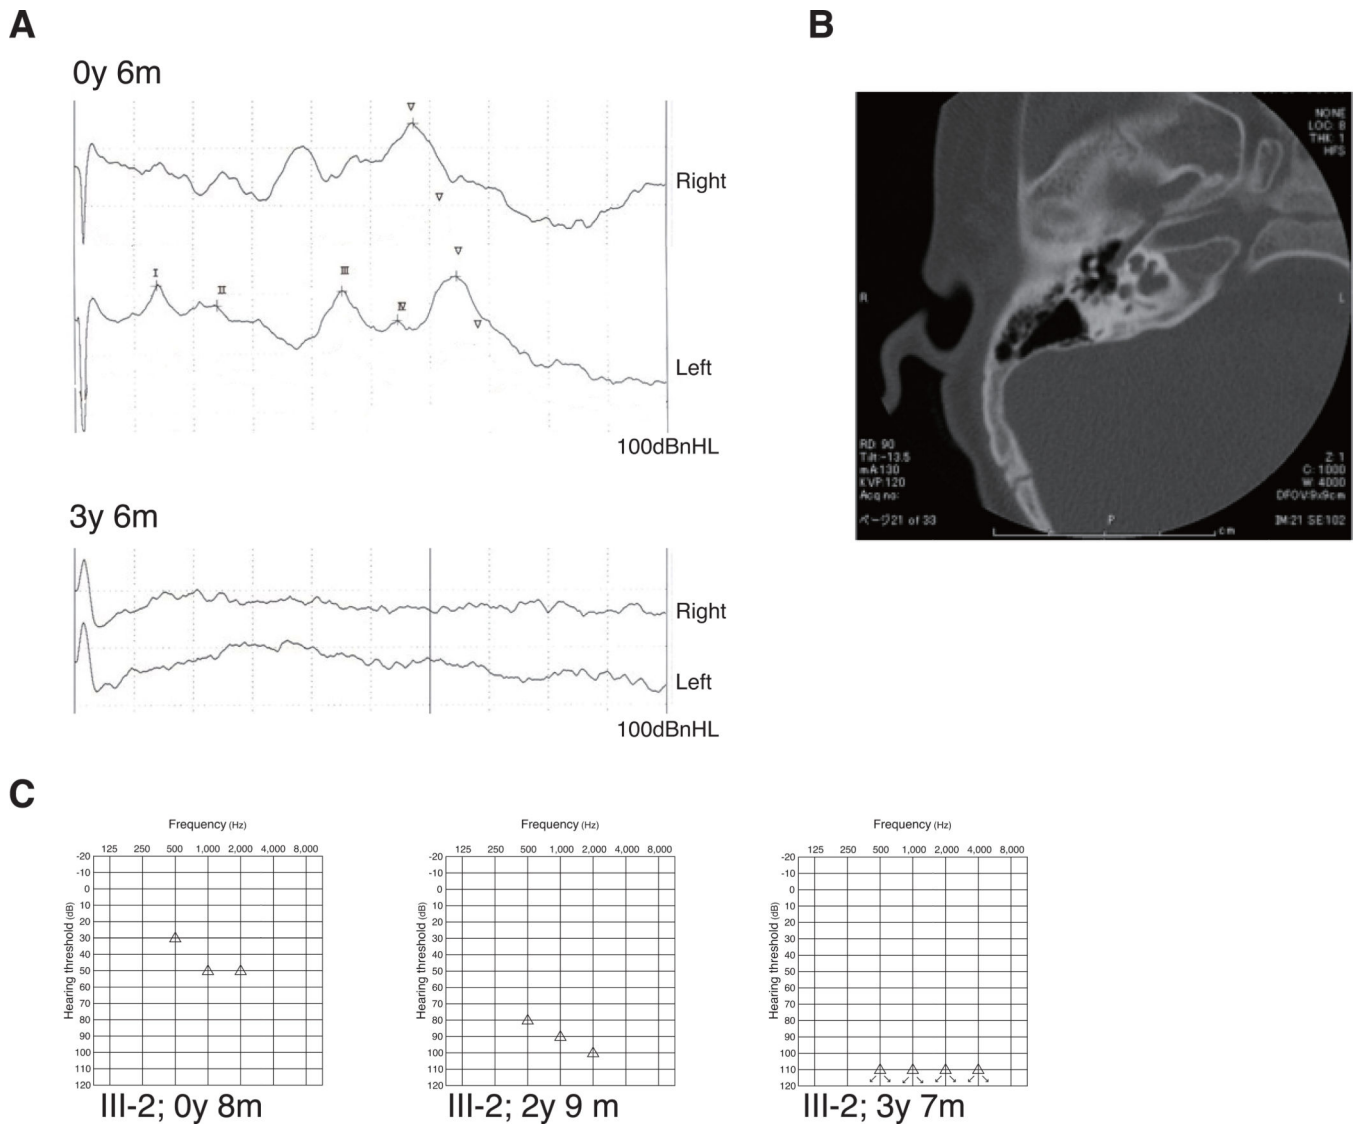 A
0y 6m
Right
I
II
III
IV
Left
100dBnHL
3y 6m
Right
Left
100dBnHL
B
NONE
LOC: 8
THK: 1
HFS
R
L
RD: 90
Tilt:-13.5
mA:130
KVP:120
Acq no:
ページ21 of 33
P
cm
Z: 1
C: 1000
W: 4000
DFOV:9x9cm
IM:21 SE:102
C
Frequency (Hz)
125 250 500 1,000 2,000 4,000 8,000
Hearing threshold (dB)
-20
-10
0
10
20
30
40
50
60
70
80
90
100
110
120
III-2; 0y 8m
Frequency (Hz)
125 250 500 1,000 2,000 4,000 8,000
Hearing threshold (dB)
-20
-10
0
10
20
30
40
50
60
70
80
90
100
110
120
III-2; 2y 9 m
Frequency (Hz)
125 250 500 1,000 2,000 4,000 8,000
Hearing threshold (dB)
-20
-10
0
10
20
30
40
50
60
70
80
90
100
110
120
III-2; 3y 7m